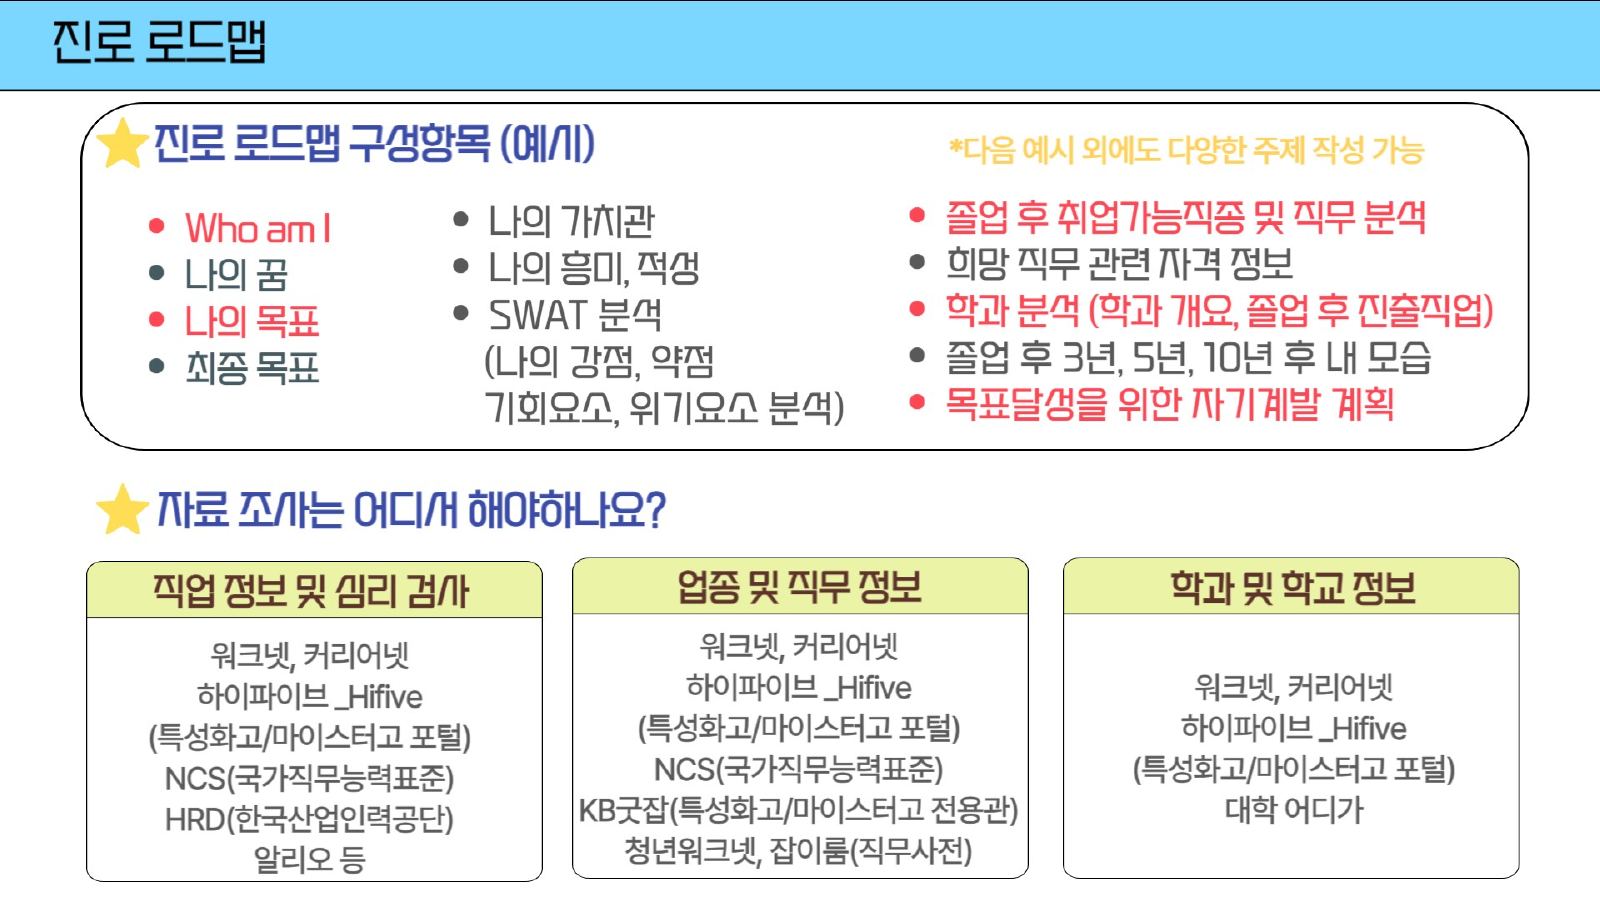 진로 로드맵
진로 로드맵 구성항목 (예시)
*다음 예시 외에도 다양한 주제 작성 가능
• Who am I
• 나의 꿈
• 나의 목표
• 최종 목표
• 나의 가치관
• 나의 흥미, 적성
• SWAT 분석
(나의 강점, 약점
기회요소, 위기요소 분석)
• 졸업 후 취업가능직종 및 직무 분석
• 희망 직무 관련 자격 정보
• 학과 분석 (학과 개요, 졸업 후 진출직업)
• 졸업 후 3년, 5년, 10년 후 내 모습
• 목표달성을 위한 자기계발 계획
자료 조사는 어디서 해야하나요?
직업 정보 및 심리 검사
워크넷, 커리어넷
하이파이브 _Hifive
(특성화고/마이스터고 포털)
NCS(국가직무능력표준)
HRD(한국산업인력공단)
알리오 등
업종 및 직무 정보
워크넷, 커리어넷
하이파이브 _Hifive
(특성화고/마이스터고 포털)
NCS(국가직무능력표준)
KB굿잡(특성화고/마이스터고 전용관)
청년워크넷, 잡이룸(직무사전)
학과 및 학교 정보
워크넷, 커리어넷
하이파이브 _Hifive
(특성화고/마이스터고 포털)
대학 어디가